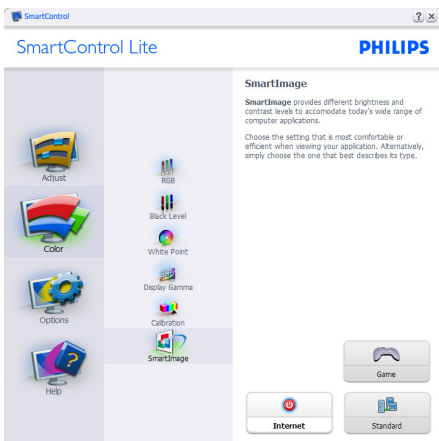 SmartControl
SmartControl Lite
PHILIPS
Adjust
Color
Options
Help
RGB
Black Level
White Point
Display Gamma
Calibration
SmartImage
SmartImage
SmartImage provides different brightness and
contrast levels to accomodate today's wide range of
computer applications.
Choose the setting that is most comfortable or
efficient when viewing your application. Alternatively,
simply choose the one that best describes its type.
Game
Internet
Standard